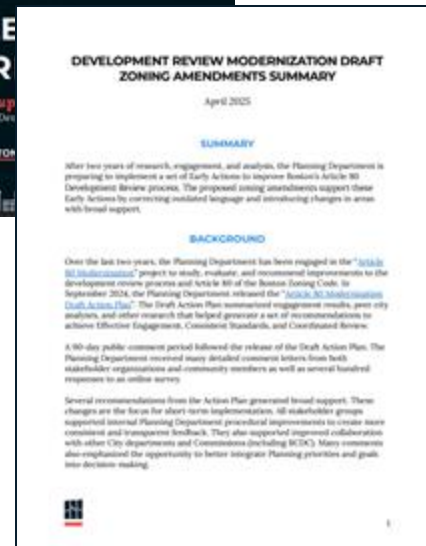 DEVELOPMENT REVIEW MODERNIZATION DRAFT
ZONING AMENDMENTS SUMMARY
April 2025
SUMMARY
After two years of research, engagement, and analysis, the Planning Department is
preparing to implement a set of Early Actions to improve Boston's Article 80
Development Review process. The proposed zoning amendments support these
Early Actions by correcting outdated language and introducing changes in areas
with broad support.
BACKGROUND
Over the last two years, the Planning Department has been engaged in the "Article
80 Modernization" project to study, evaluate, and recommend improvements to the
development review process and Article 80 of the Boston Zoning Code. In
September 2024, the Planning Department released the "Article 80 Modernization
Draft Action Plan". The Draft Action Plan summarized engagement results, peer city
analyses, and other research that helped generate a set of recommendations to
achieve Effective Engagement, Consistent Standards, and Coordinated Review.
A 90-day public comment period followed the release of the Draft Action Plan. The
Planning Department received many detailed comment letters from both
stakeholder organizations and community members as well as several hundred
responses to an online survey.
Several recommendations from the Action Plan generated broad support. These
changes are the focus for short-term implementation. All stakeholder groups
supported internal Planning Department procedural improvements to create more
consistent and transparent feedback. They also supported improved collaboration
with other City departments and Commissions (including BCDC). Many comments
also emphasized the opportunity to better integrate Planning priorities and goals
into decision-making.
1